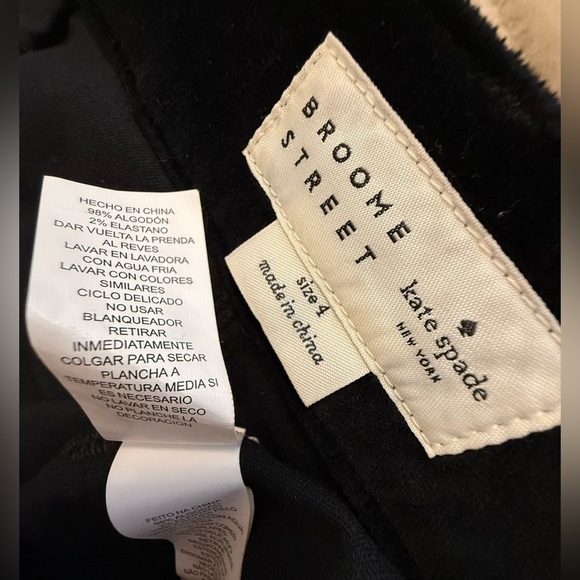 BROOME
STREET
kate spade
NEW YORK
size 4
made in china
HECHO EN CHINA
98% ALGODÓN
2% ELASTANO
DAR VUELTA LA PRENDA
AL REVES
LAVAR EN LAVADORA
CON AGUA FRIA
LAVAR CON COLORES
SIMILARES
CICLO DELICADO
NO USAR
BLANQUEADOR
RETIRAR
INMEDIATAMENTE
COLGAR PARA SECAR
PLANCHA A
TEMPERATURA MEDIA SI
ES NECESARIO
NO LAVAR EN SECO
NO PLANCHE LA
DECORACION
FEITO NA CHINA